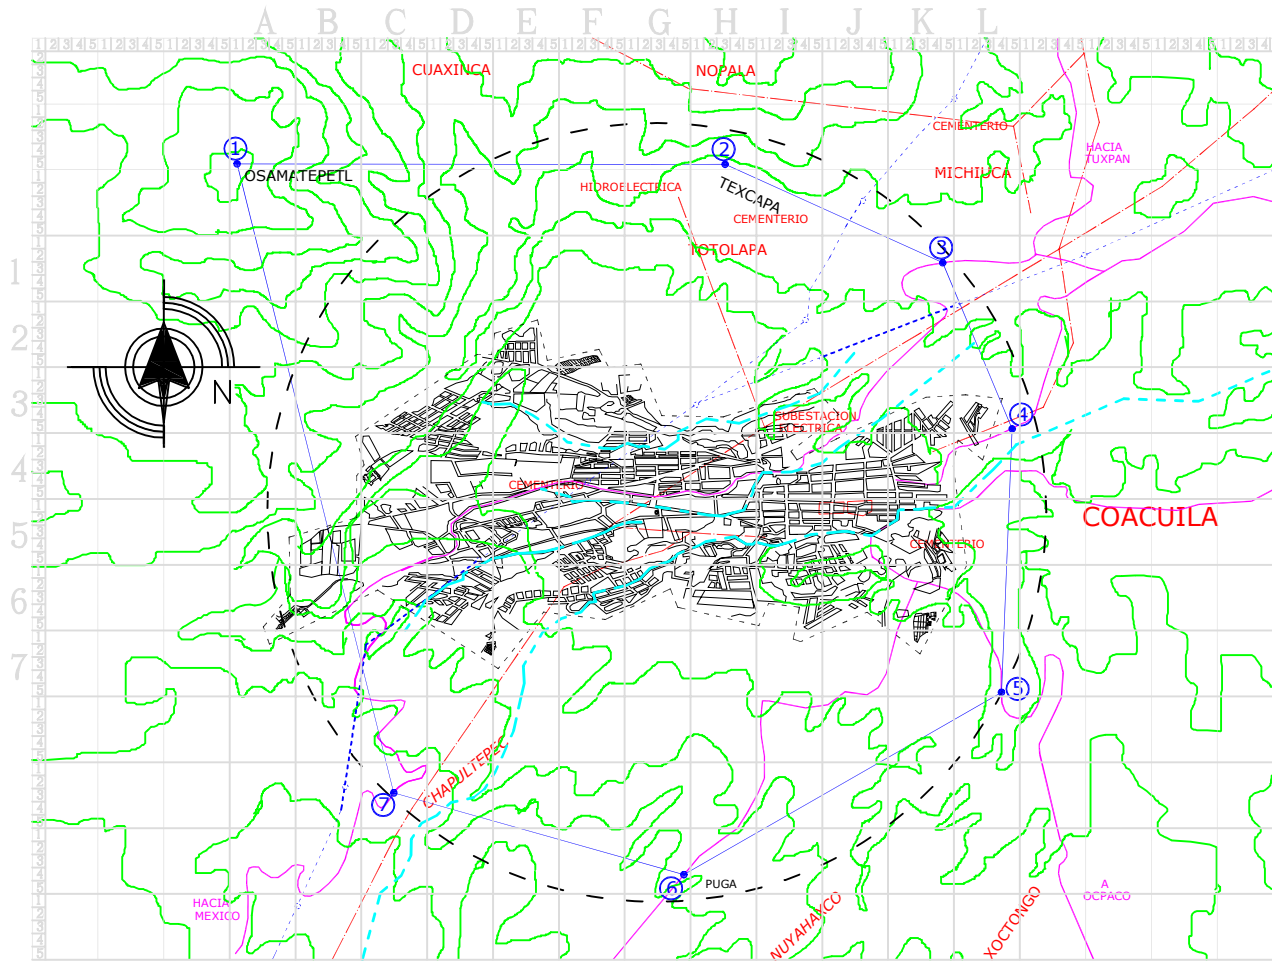 A B C D E F G H I J K L
CUAXINCA
NOPALA
CEMENTERIO
1
2
HACIA
TUXPAN
OSAMATEPETL
MICHIUCA
HIDROELECTRICA
TEXCAPA
CEMENTERIO
3
TOTOLAPA
1
2
N
3
SUBESTACION
ELECTRICA
4
4
CEMENTERIO
COACUILA
5
CEMENTERIO
6
7
5
CHAPULTEPEC
7
6
PUGA
A
OCPACO
HACIA
MEXICO
NUYAHAXCO
XOCTONGO